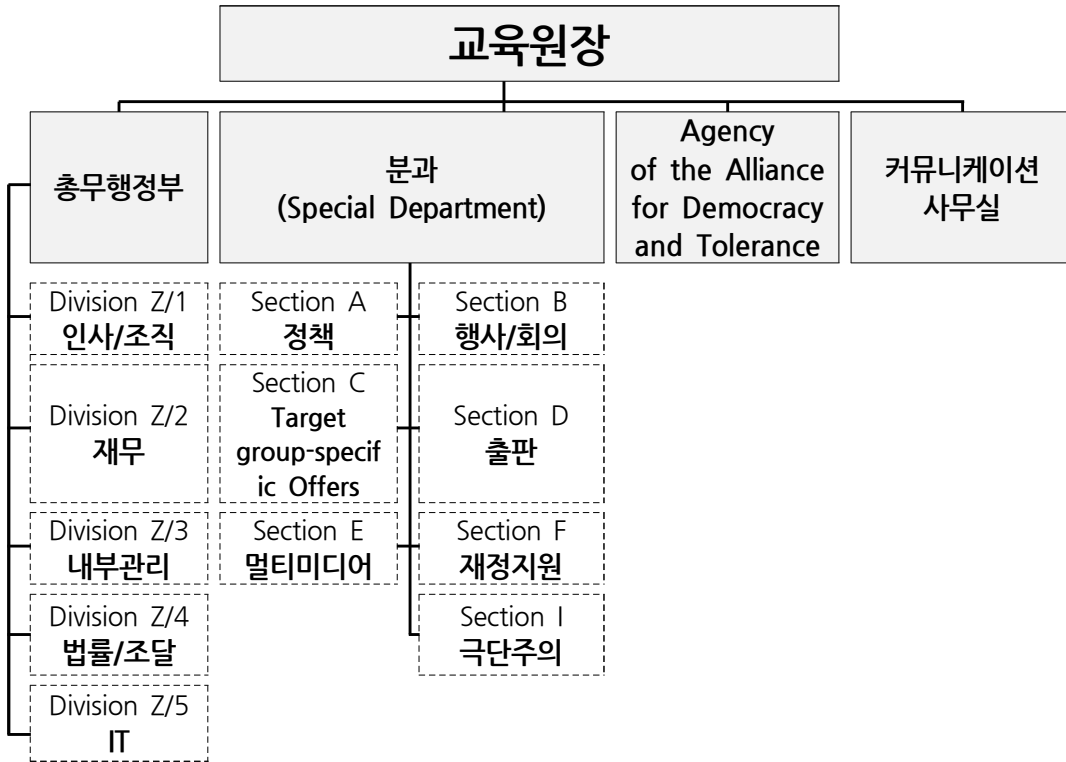 교육원장
총무행정부
분과
(Special Department)
Agency
of the Alliance
for Democracy
and Tolerance
커뮤니케이션
사무실
Division Z/1
인사/조직
Section A
정책
Section B
행사/회의
Division Z/2
재무
Section C
Target
group-specif
ic Offers
Section D
출판
Division Z/3
내부관리
Section E
멀티미디어
Section F
재정지원
Division Z/4
법률/조달
Section I
극단주의
Division Z/5
IT